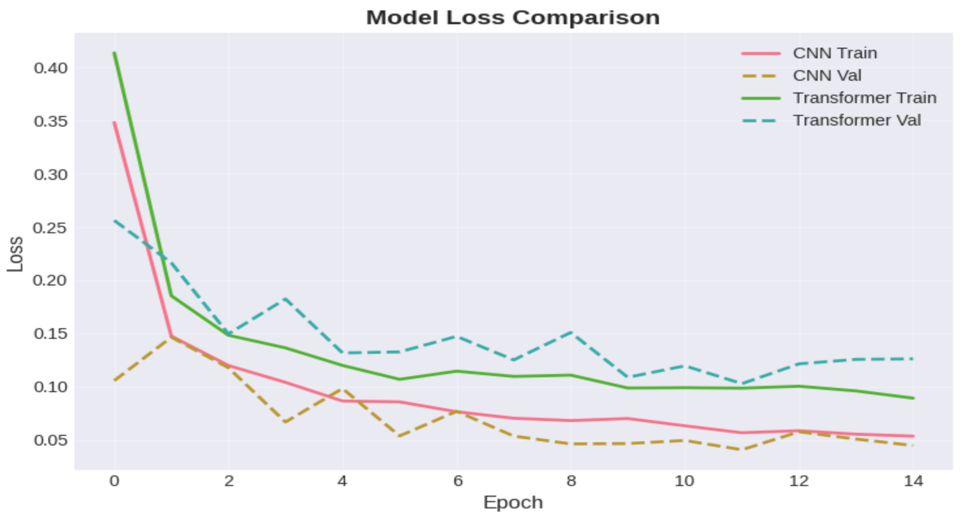 Model Loss Comparison
CNN Train
CNN Val
Transformer Train
Transformer Val
0.40
0.35
0.30
0.25
0.20
0.15
0.10
0.05
Loss
0 2 4 6 8 10 12 14
Epoch